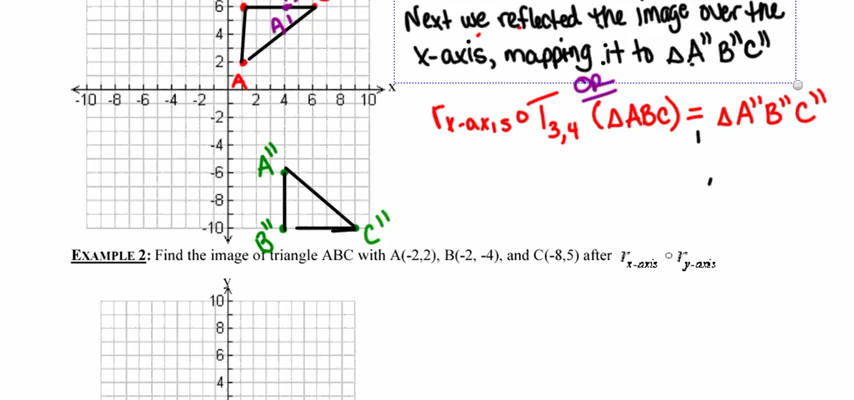 6
4
2
A'
A
-10 -8 -6 -4 -2 2 4 6 8 10 x
-2
-4
-6
-8
-10
A"
B"
C"
Next we reflected the image over the
x-axis, mapping it to ΔA"B"C"
OR
r x-axis ∘ T 3,4 (ΔABC) = ΔA"B"C"
EXAMPLE 2: Find the image of triangle ABC with A(-2,2), B(-2, -4), and C(-8,5) after r x-axis ∘ r y-axis
Y
10
8
6
4